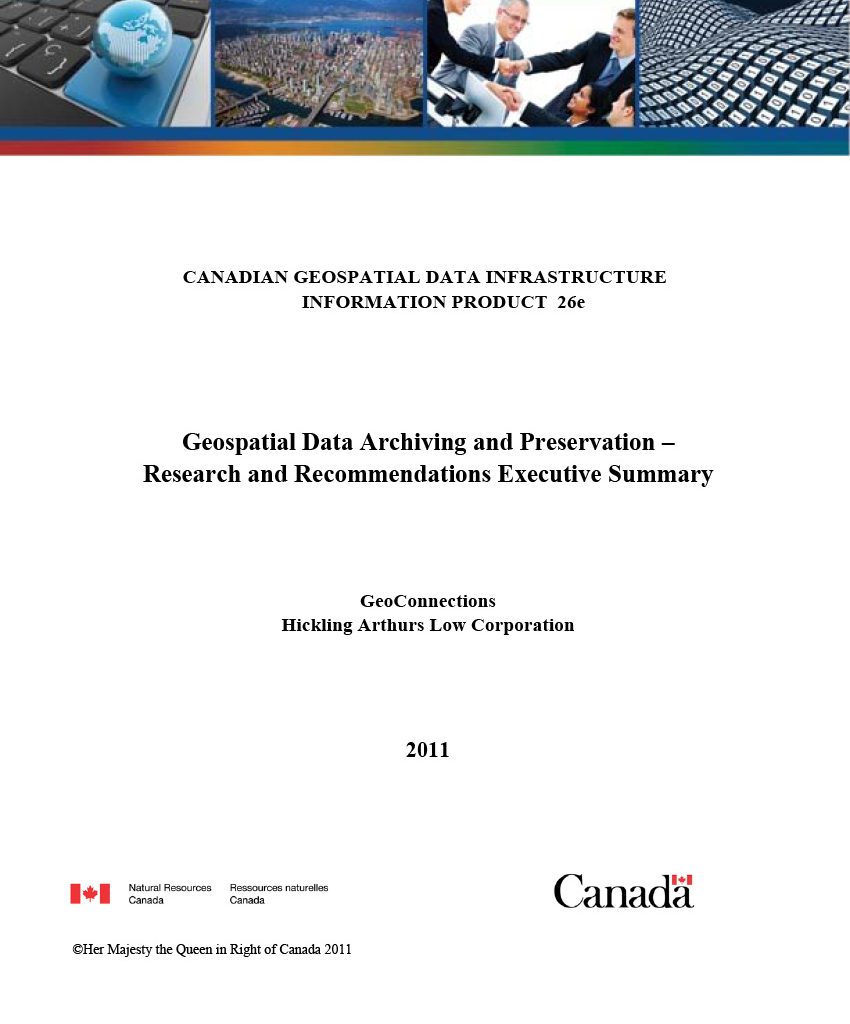 CANADIAN GEOSPATIAL DATA INFRASTRUCTURE
INFORMATION PRODUCT 26e
Geospatial Data Archiving and Preservation –
Research and Recommendations Executive Summary
GeoConnections
Hickling Arthurs Low Corporation
2011
Natural Resources Ressources naturelles
Canada Canada
Canada
©Her Majesty the Queen in Right of Canada 2011